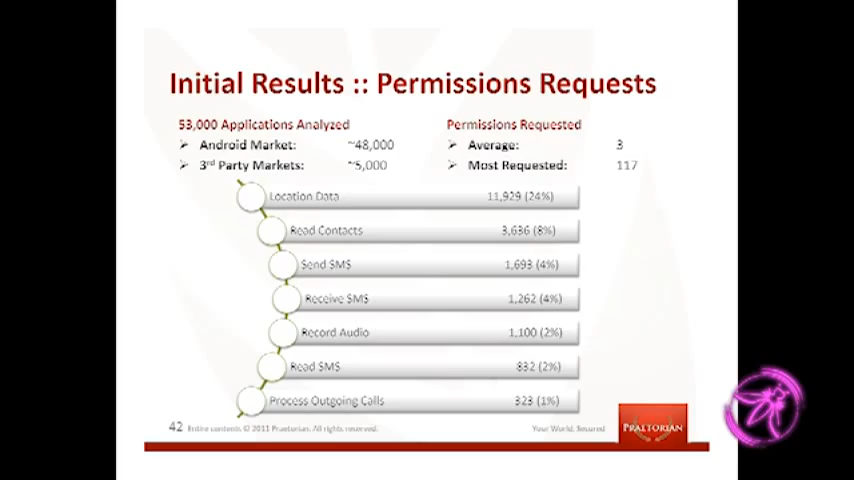 Initial Results :: Permissions Requests
53,000 Applications Analyzed
➢ Android Market: ~48,000
➢ 3rd Party Markets: ~5,000
Permissions Requested
➢ Average: 3
➢ Most Requested: 117
Location Data 11,929 (24%)
Read Contacts 3,636 (8%)
Send SMS 1,693 (4%)
Receive SMS 1,262 (4%)
Record Audio 1,100 (2%)
Read SMS 832 (2%)
Process Outgoing Calls 323 (1%)
42 Entire contents © 2011 Praetorian. All rights reserved.
Your World, Secured
PRAETORIAN